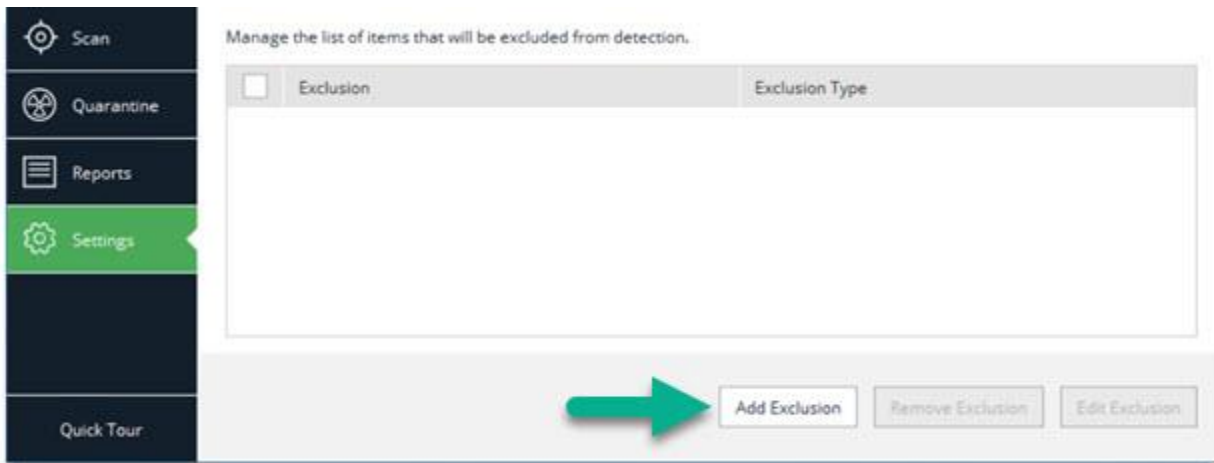 Scan
Quarantine
Reports
Settings
Quick Tour
Manage the list of items that will be excluded from detection.
Exclusion Exclusion Type
Add Exclusion Remove Exclusion Edit Exclusion